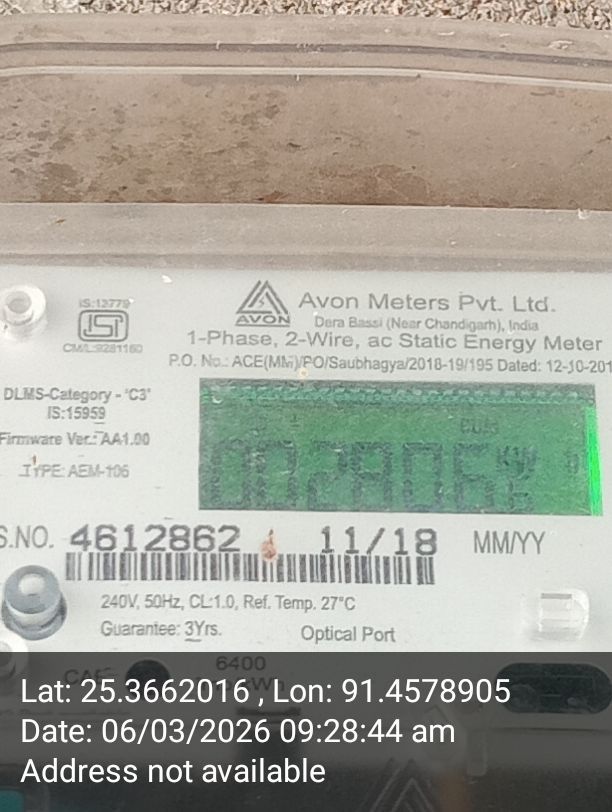 IS:13779
CM/L:9281160
AVON
Avon Meters Pvt. Ltd.
Dera Bassi (Near Chandigarh), India
1-Phase, 2-Wire, ac Static Energy Meter
P.O. No.: ACE(MM)/PO/Saubhagya/2018-19/195 Dated: 12-10-201
DLMS-Category - 'C3'
IS:15959
Firmware Ver.: AA1.00
TYPE: AEM-106
CUM
002806 kW
h
S.NO. 4612862 11/18 MM/YY
240V, 50Hz, CL:1.0, Ref. Temp. 27°C
Guarantee: 3Yrs.
Optical Port
6400
Lat: 25.3662016 , Lon: 91.4578905
Date: 06/03/2026 09:28:44 am
Address not available